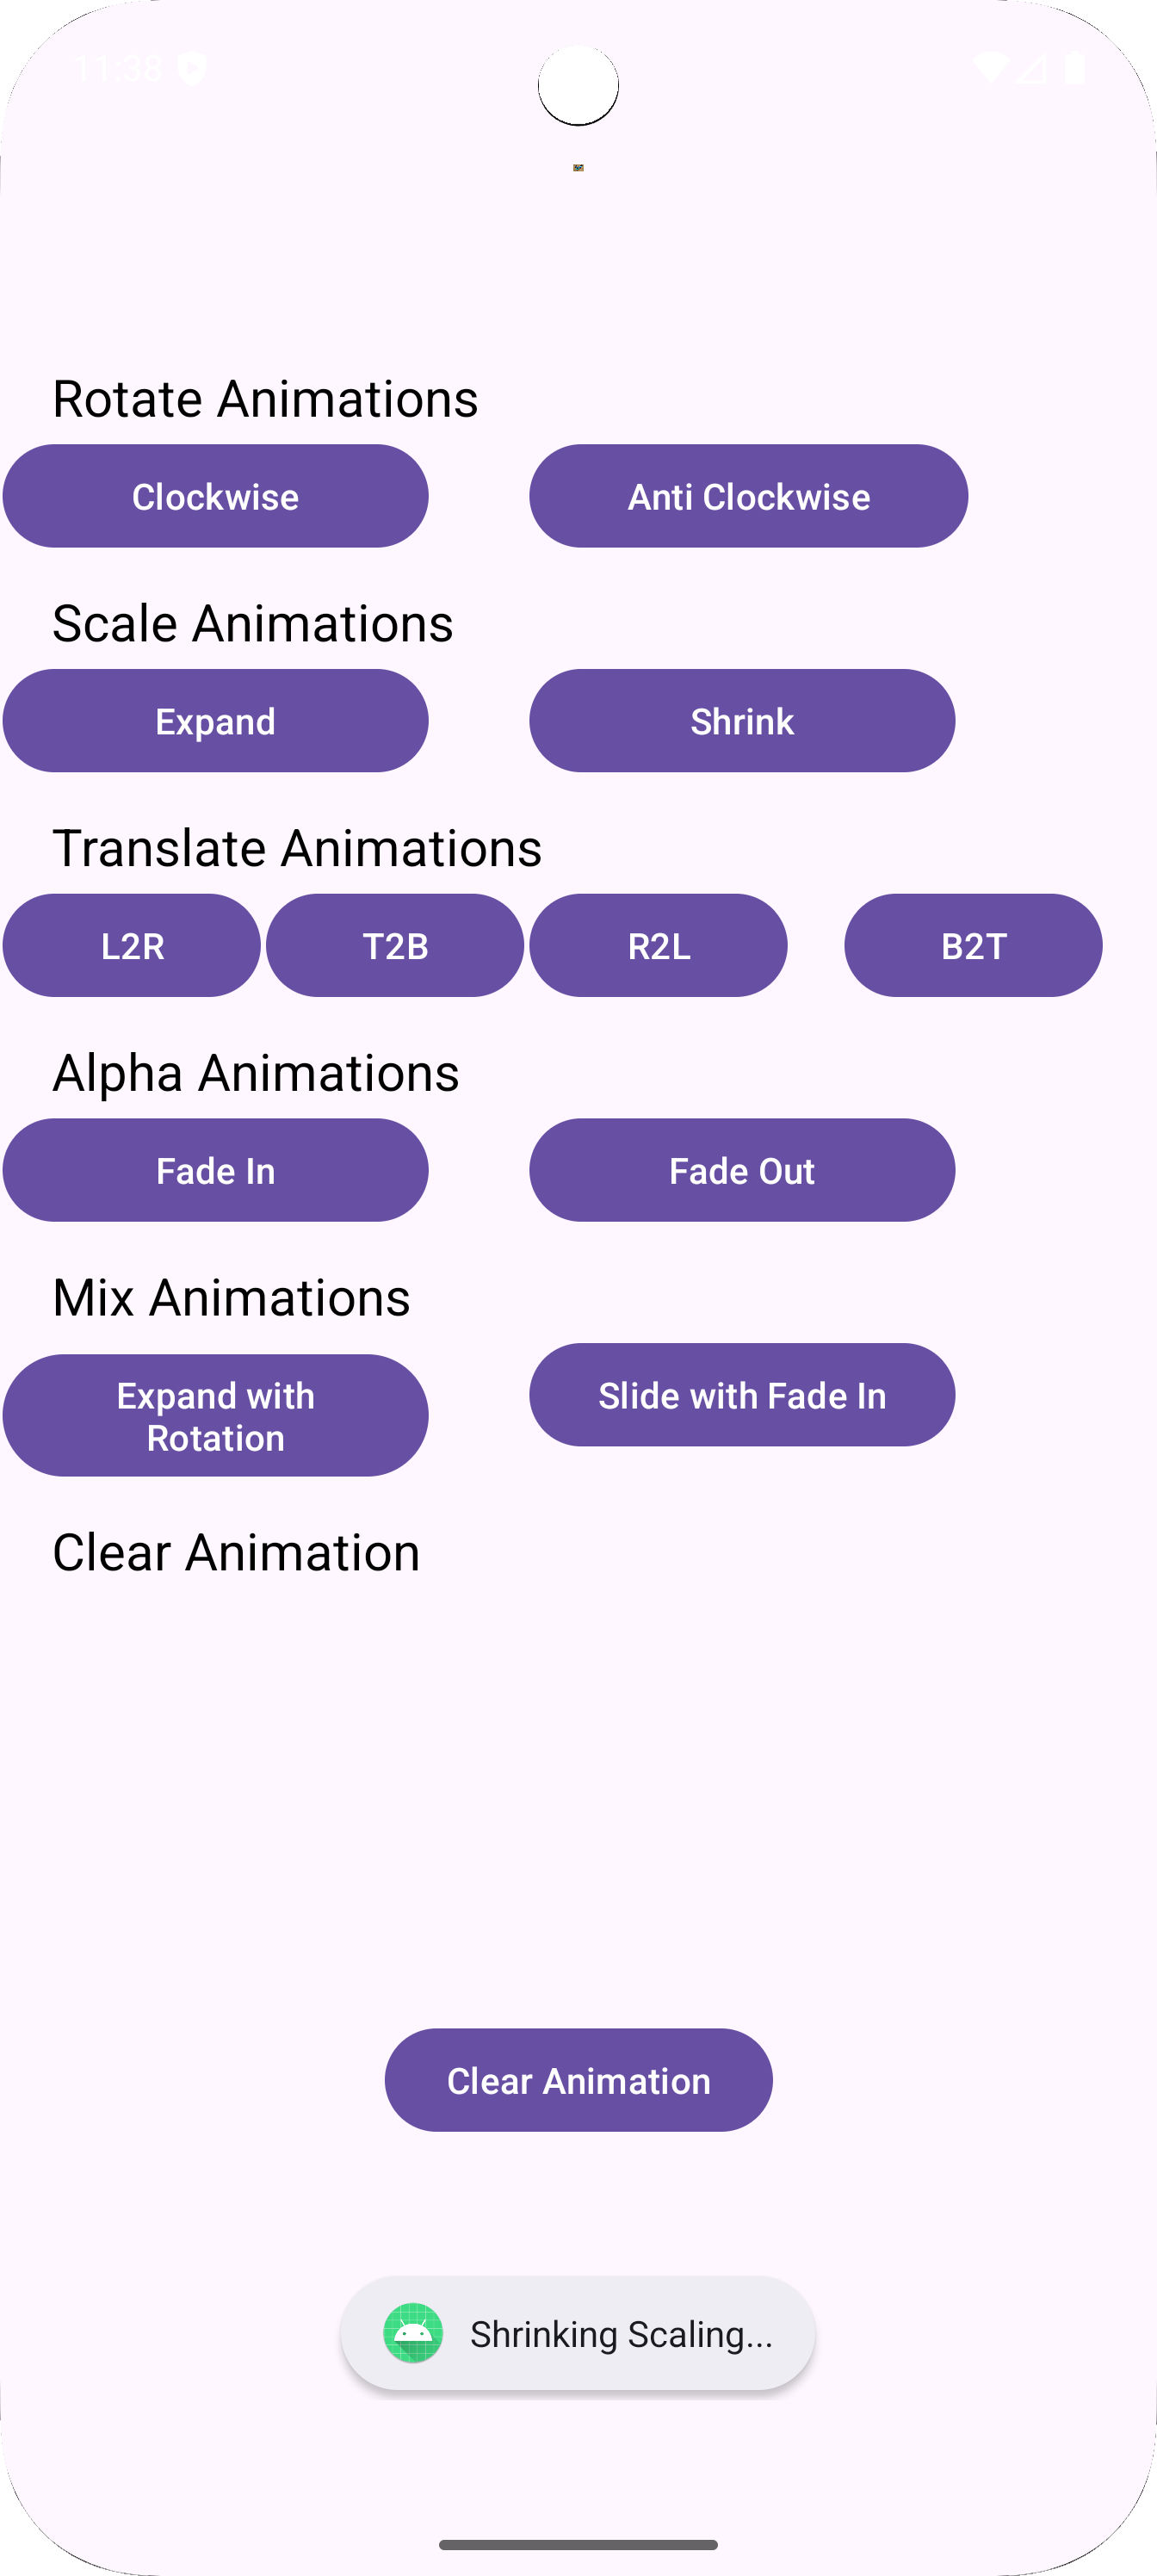 11:38
Rotate Animations
Clockwise
Anti Clockwise
Scale Animations
Expand
Shrink
Translate Animations
L2R
T2B
R2L
B2T
Alpha Animations
Fade In
Fade Out
Mix Animations
Expand with
Rotation
Slide with Fade In
Clear Animation
Clear Animation
Shrinking Scaling...